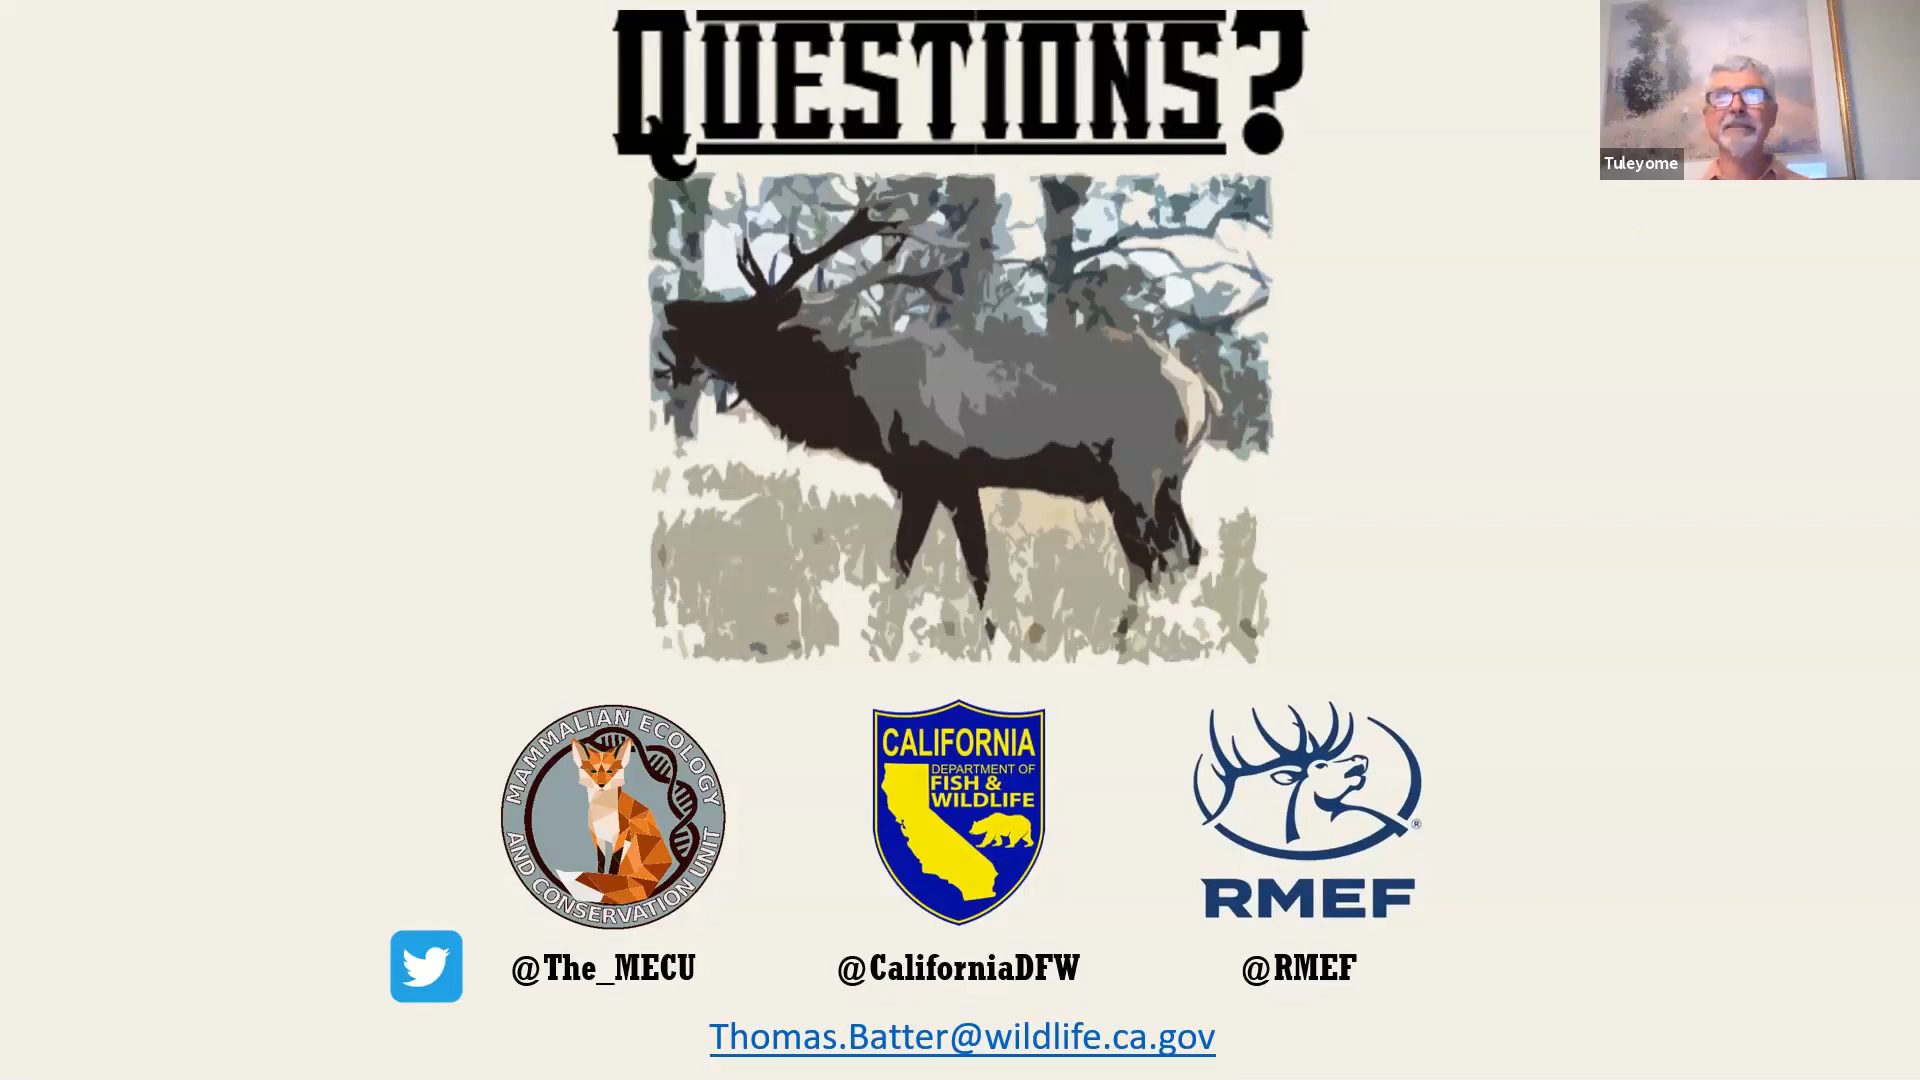 QUESTIONS?
Tuleyome
MAMMALIAN ECOLOGY
AND CONSERVATION UNIT
CALIFORNIA
DEPARTMENT OF
FISH &
WILDLIFE
®
RMEF
@The_MECU
@CaliforniaDFW
@RMEF
Thomas.Batter@wildlife.ca.gov